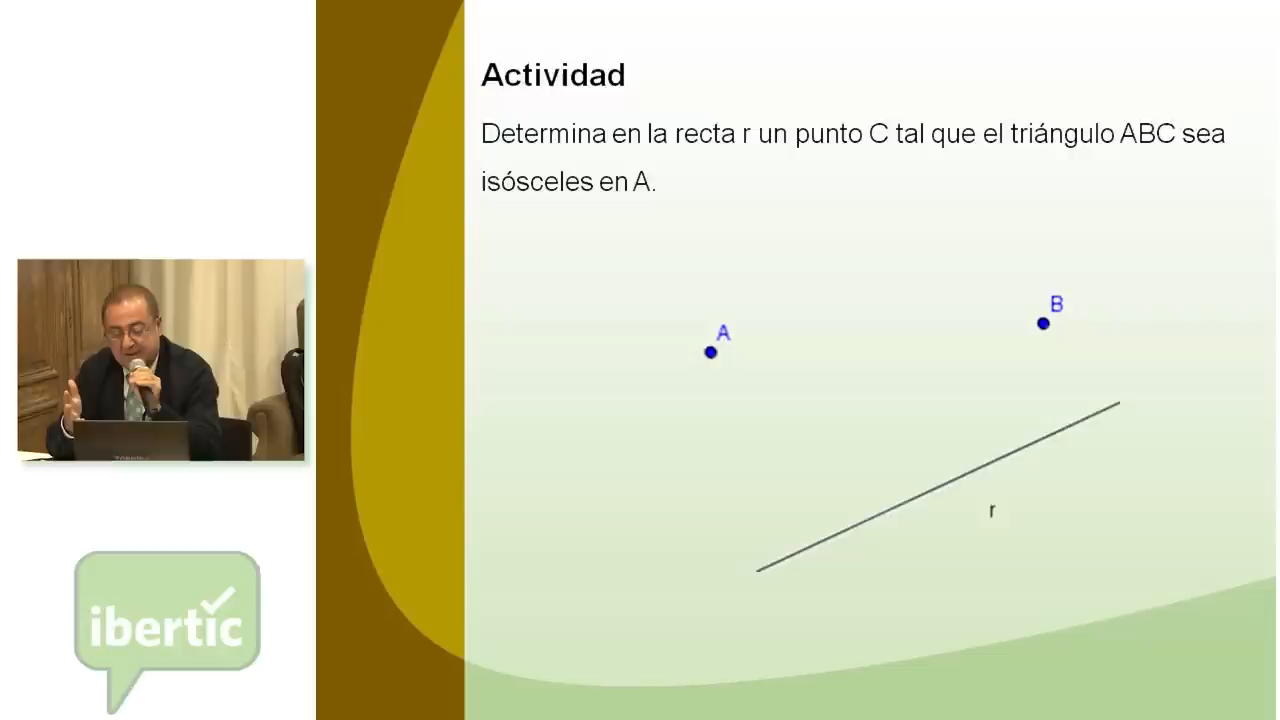 Actividad
Determina en la recta r un punto C tal que el triángulo ABC sea
isósceles en A.
A
B
r
ibertic